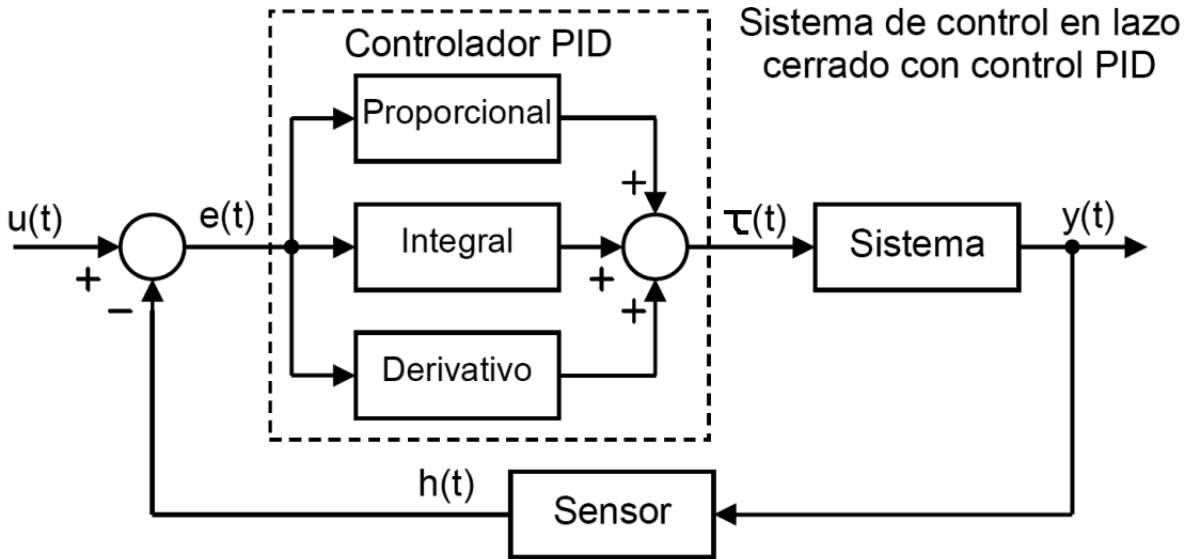 Sistema de control en lazo
cerrado con control PID
Controlador PID
Proporcional
+
u(t)
e(t)
Integral
τ(t)
Sistema
y(t)
+
+
−
+
Derivativo
h(t)
Sensor